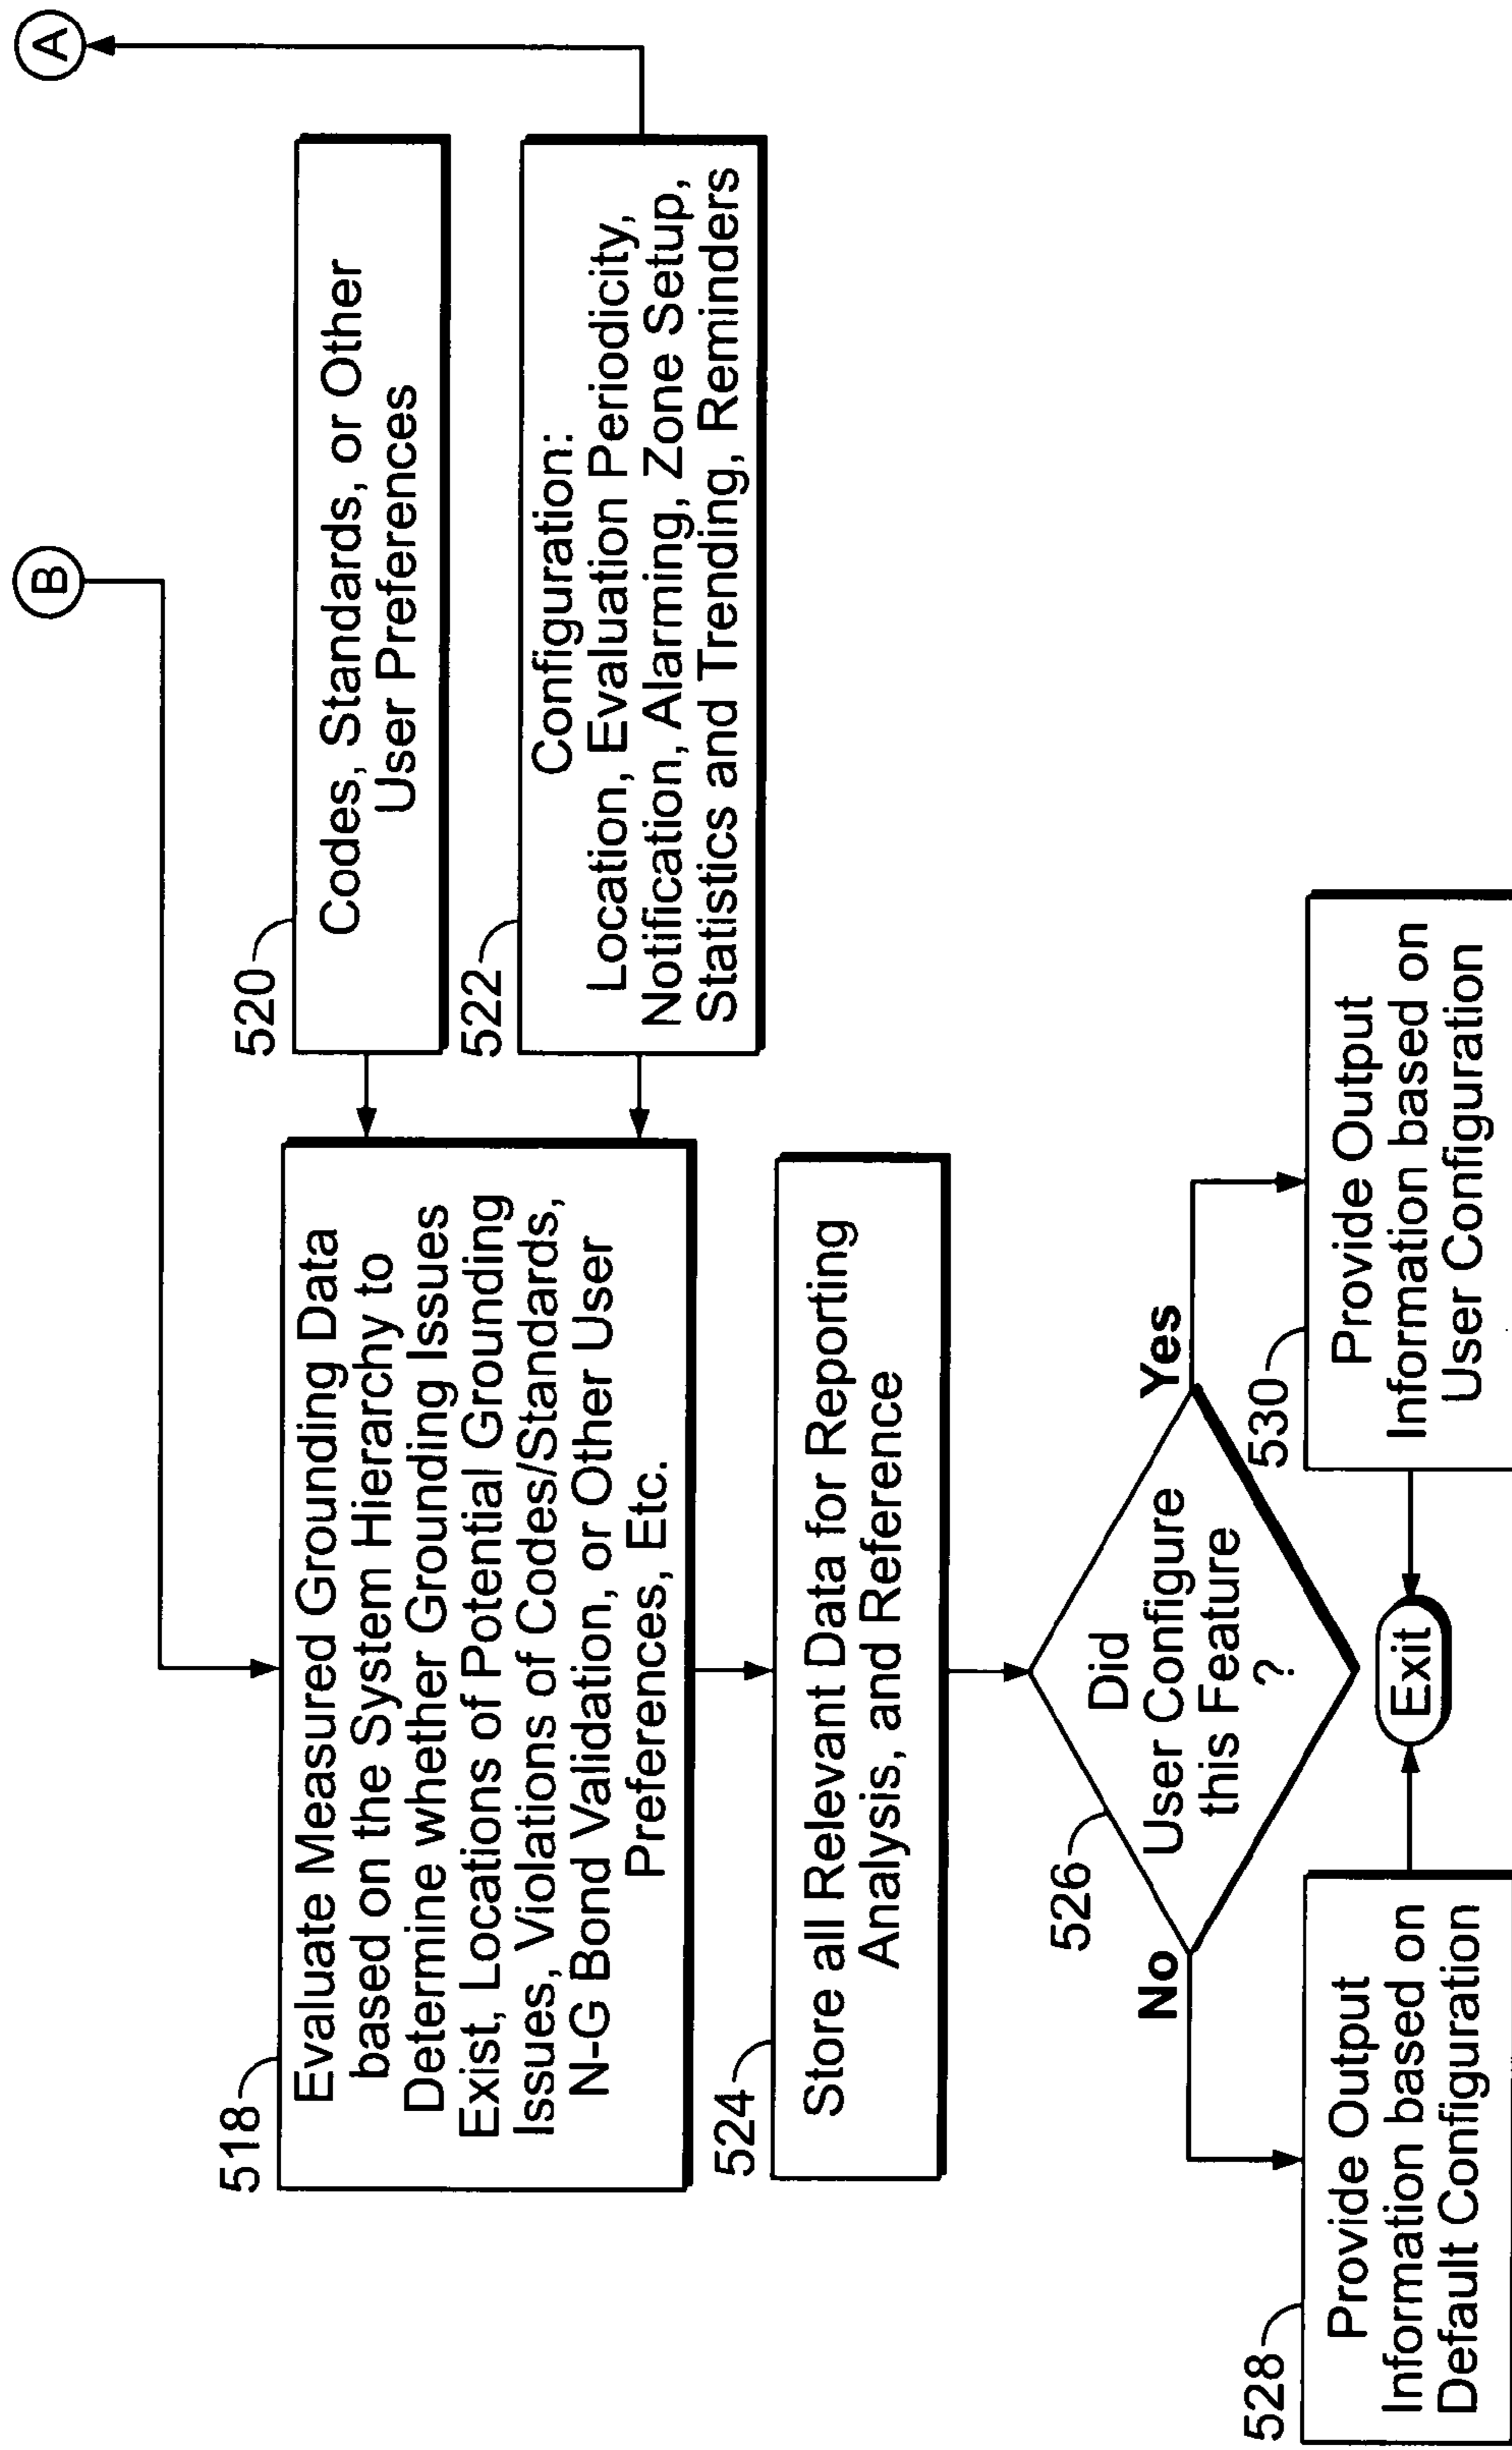 B
A
518
Evaluate Measured Grounding Data
based on the System Hierarchy to
Determine whether Grounding Issues
Exist, Locations of Potential Grounding
Issues, Violations of Codes/Standards,
N-G Bond Validation, or Other User
Preferences, Etc.
520
Codes, Standards, or Other
User Preferences
522
Configuration:
Location, Evaluation Periodicity,
Notification, Alarming, Zone Setup,
Statistics and Trending, Reminders
524
Store all Relevant Data for Reporting
Analysis, and Reference
526
Did
User Configure
this Feature
?
No
Yes
528
Provide Output
Information based on
Default Configuration
Exit
530
Provide Output
Information based on
User Configuration